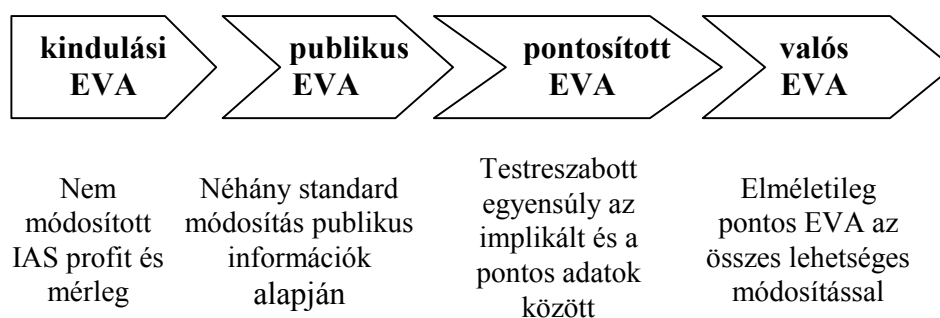 kindulási
EVA
publikus
EVA
pontosított
EVA
valós
EVA
Nem
módosított
IAS profit és
mérleg
Néhány standard
módosítás publikus
információk
alapján
Testreszabott
egyensúly az
implikált és a
pontos adatok
között
Elméletileg
pontos EVA az
összes lehetséges
módosítással